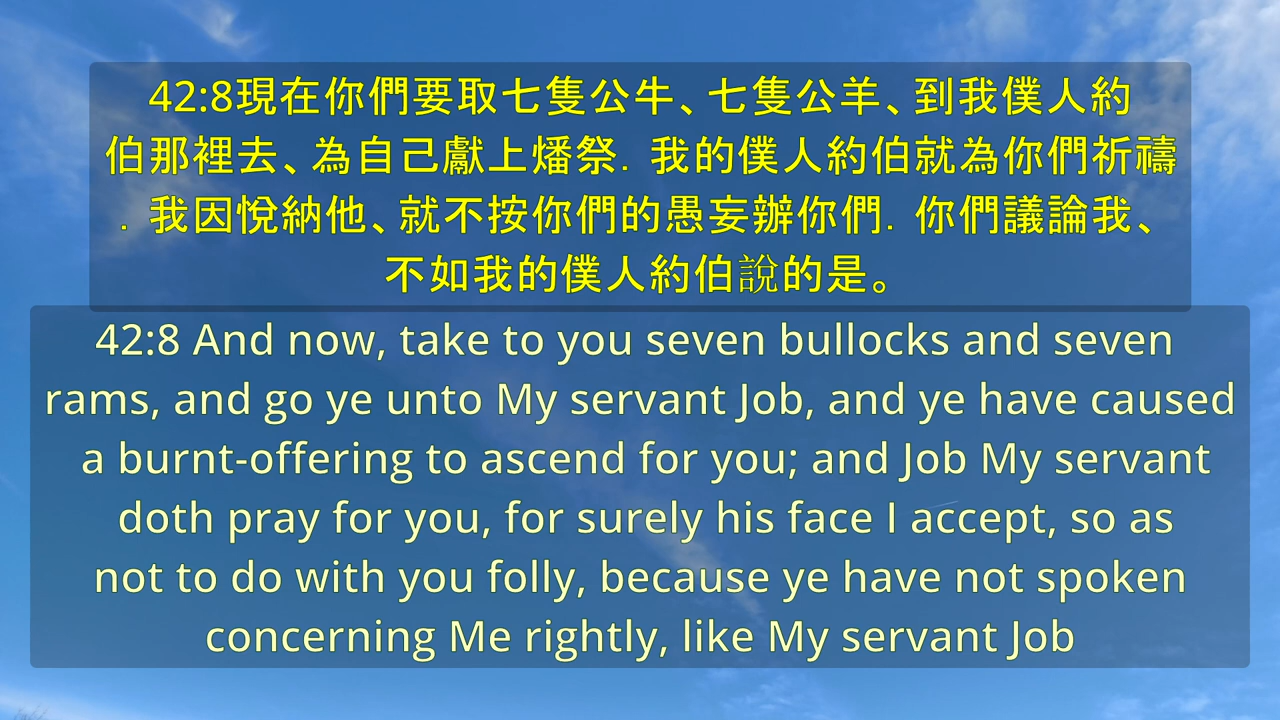 42:8現在你們要取七隻公牛、七隻公羊、到我僕人約
伯那裡去、為自己獻上燔祭．我的僕人約伯就為你們祈禱
．我因悅納他、就不按你們的愚妄辦你們．你們議論我、
不如我的僕人約伯說的是。
42:8 And now, take to you seven bullocks and seven
rams, and go ye unto My servant Job, and ye have caused
a burnt-offering to ascend for you; and Job My servant
doth pray for you, for surely his face I accept, so as
not to do with you folly, because ye have not spoken
concerning Me rightly, like My servant Job